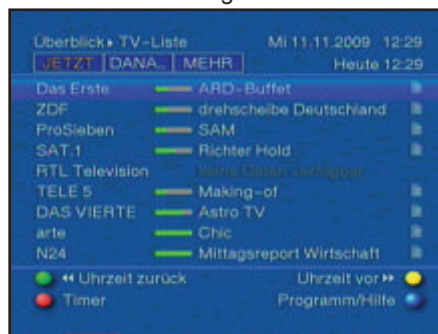 Überblick▸ TV-Liste Mi 11.11.2009 12:29
JETZT DANA.. MEHR Heute 12:29
Das Erste ARD-Buffet
ZDF drehscheibe Deutschland
ProSieben SAM
SAT.1 Richter Hold
RTL Television Keine Daten verfügbar
TELE 5 Making-of
DAS VIERTE Astro TV
arte Chic
N24 Mittagsreport Wirtschaft
◂◂ Uhrzeit zurück Uhrzeit vor ▸▸
Timer Programm/Hilfe